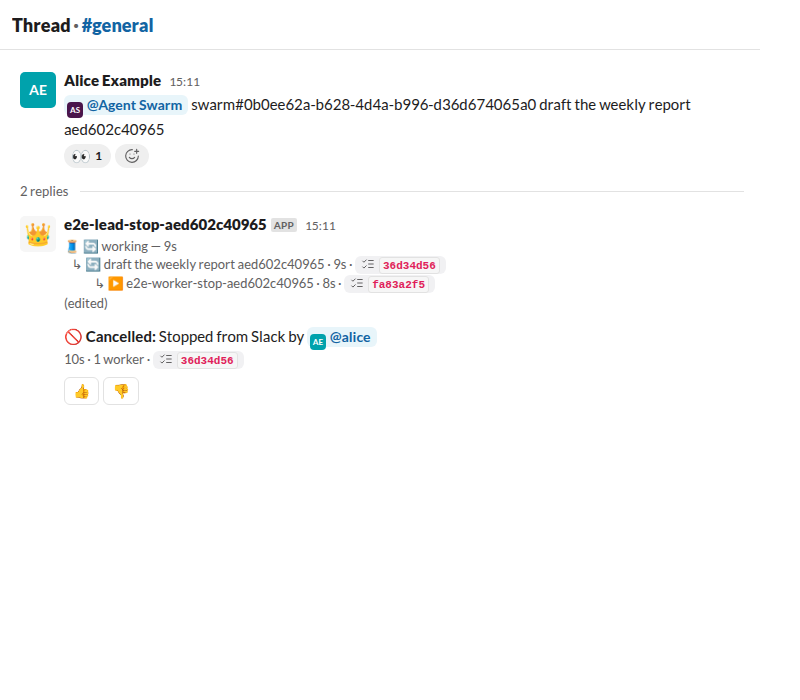 Thread • #general
AE Alice Example 15:11
AS @Agent Swarm swarm#0b0ee62a-b628-4d4a-b996-d36d674065a0 draft the weekly report
aed602c40965
👀 1
2 replies
e2e-lead-stop-aed602c40965 APP 15:11
🧵 🔄 working — 9s
↳ 🔄 draft the weekly report aed602c40965 · 9s · 36d34d56
↳ ▶️ e2e-worker-stop-aed602c40965 · 8s · fa83a2f5
(edited)
🚫 Cancelled: Stopped from Slack by AE @alice
10s · 1 worker · 36d34d56
👍 👎